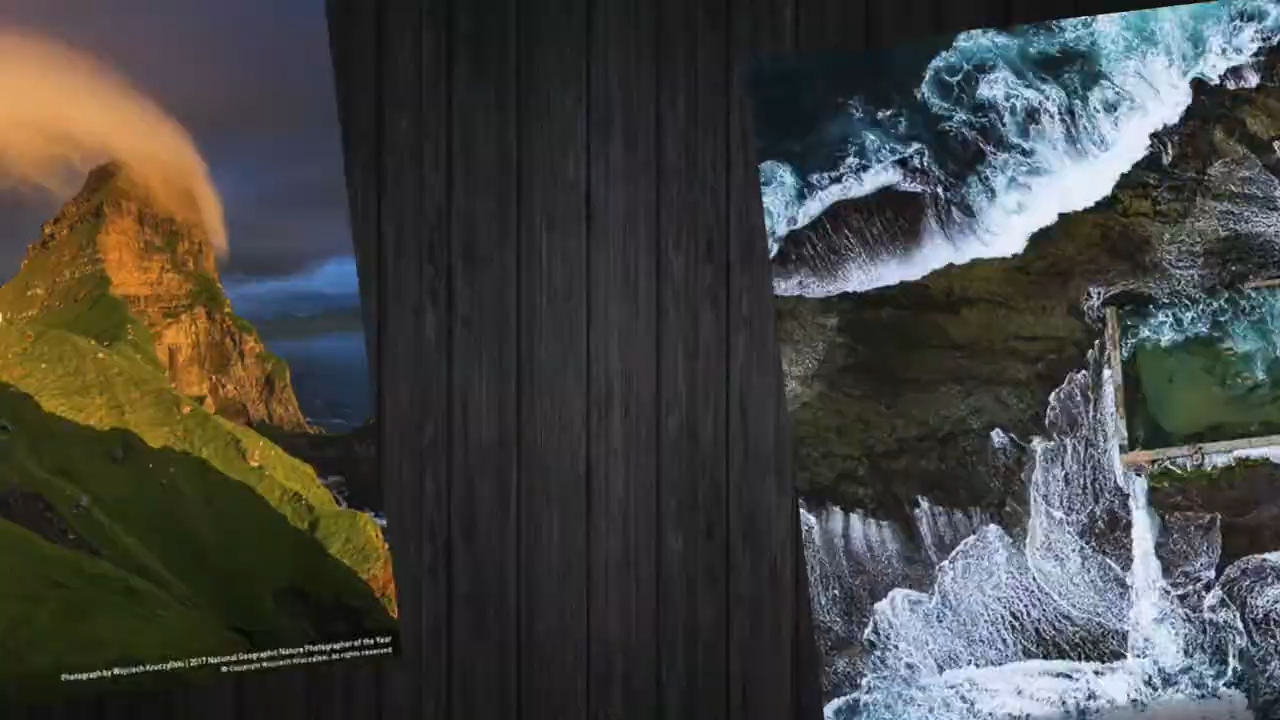 Photograph by Wojciech Kruczyński | 2017 National Geographic Nature Photographer of the Year
© Copyright Wojciech Kruczyński. All rights reserved